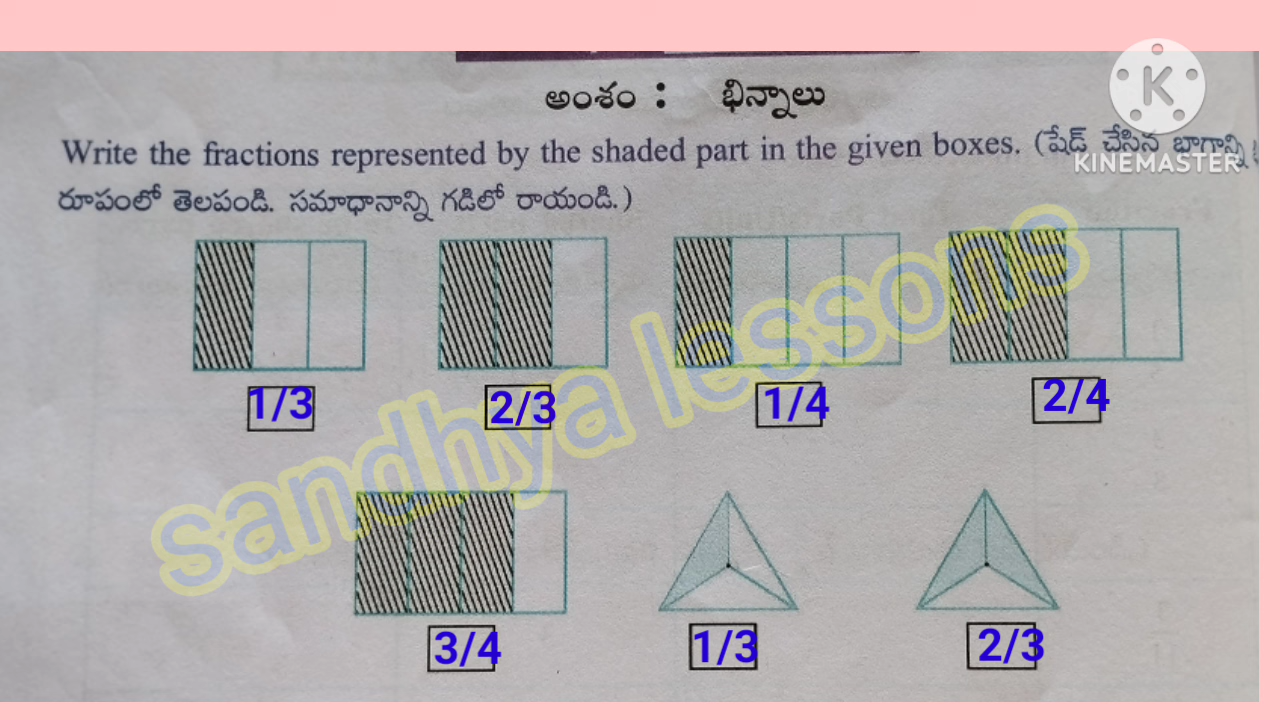 అంశం : భిన్నాలు
K
Write the fractions represented by the shaded part in the given boxes. (షేడ్ చేసిన భాగాన్ని
KINEMASTER
రూపంలో తెలపండి. సమాధానాన్ని గడిలో రాయండి.)
sandhya lessons
1/3 2/3 1/4 2/4
3/4 1/3 2/3